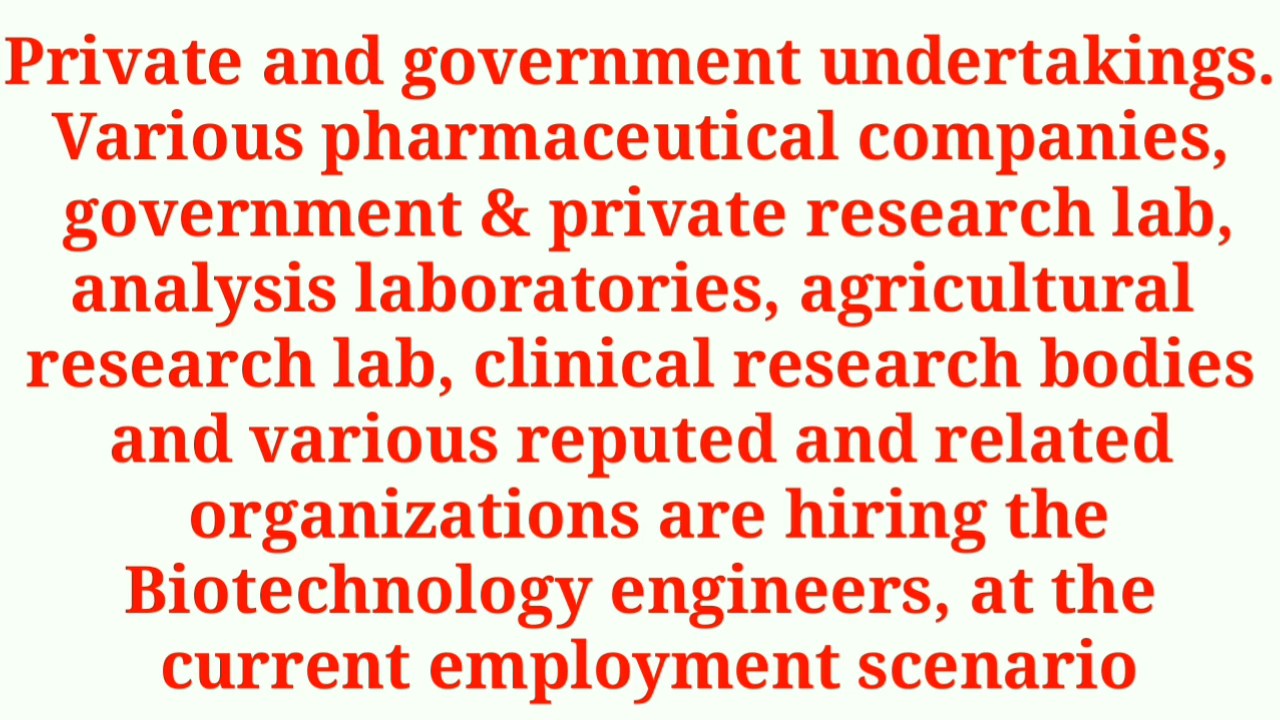 Private and government undertakings.
Various pharmaceutical companies,
government & private research lab,
analysis laboratories, agricultural
research lab, clinical research bodies
and various reputed and related
organizations are hiring the
Biotechnology engineers, at the
current employment scenario